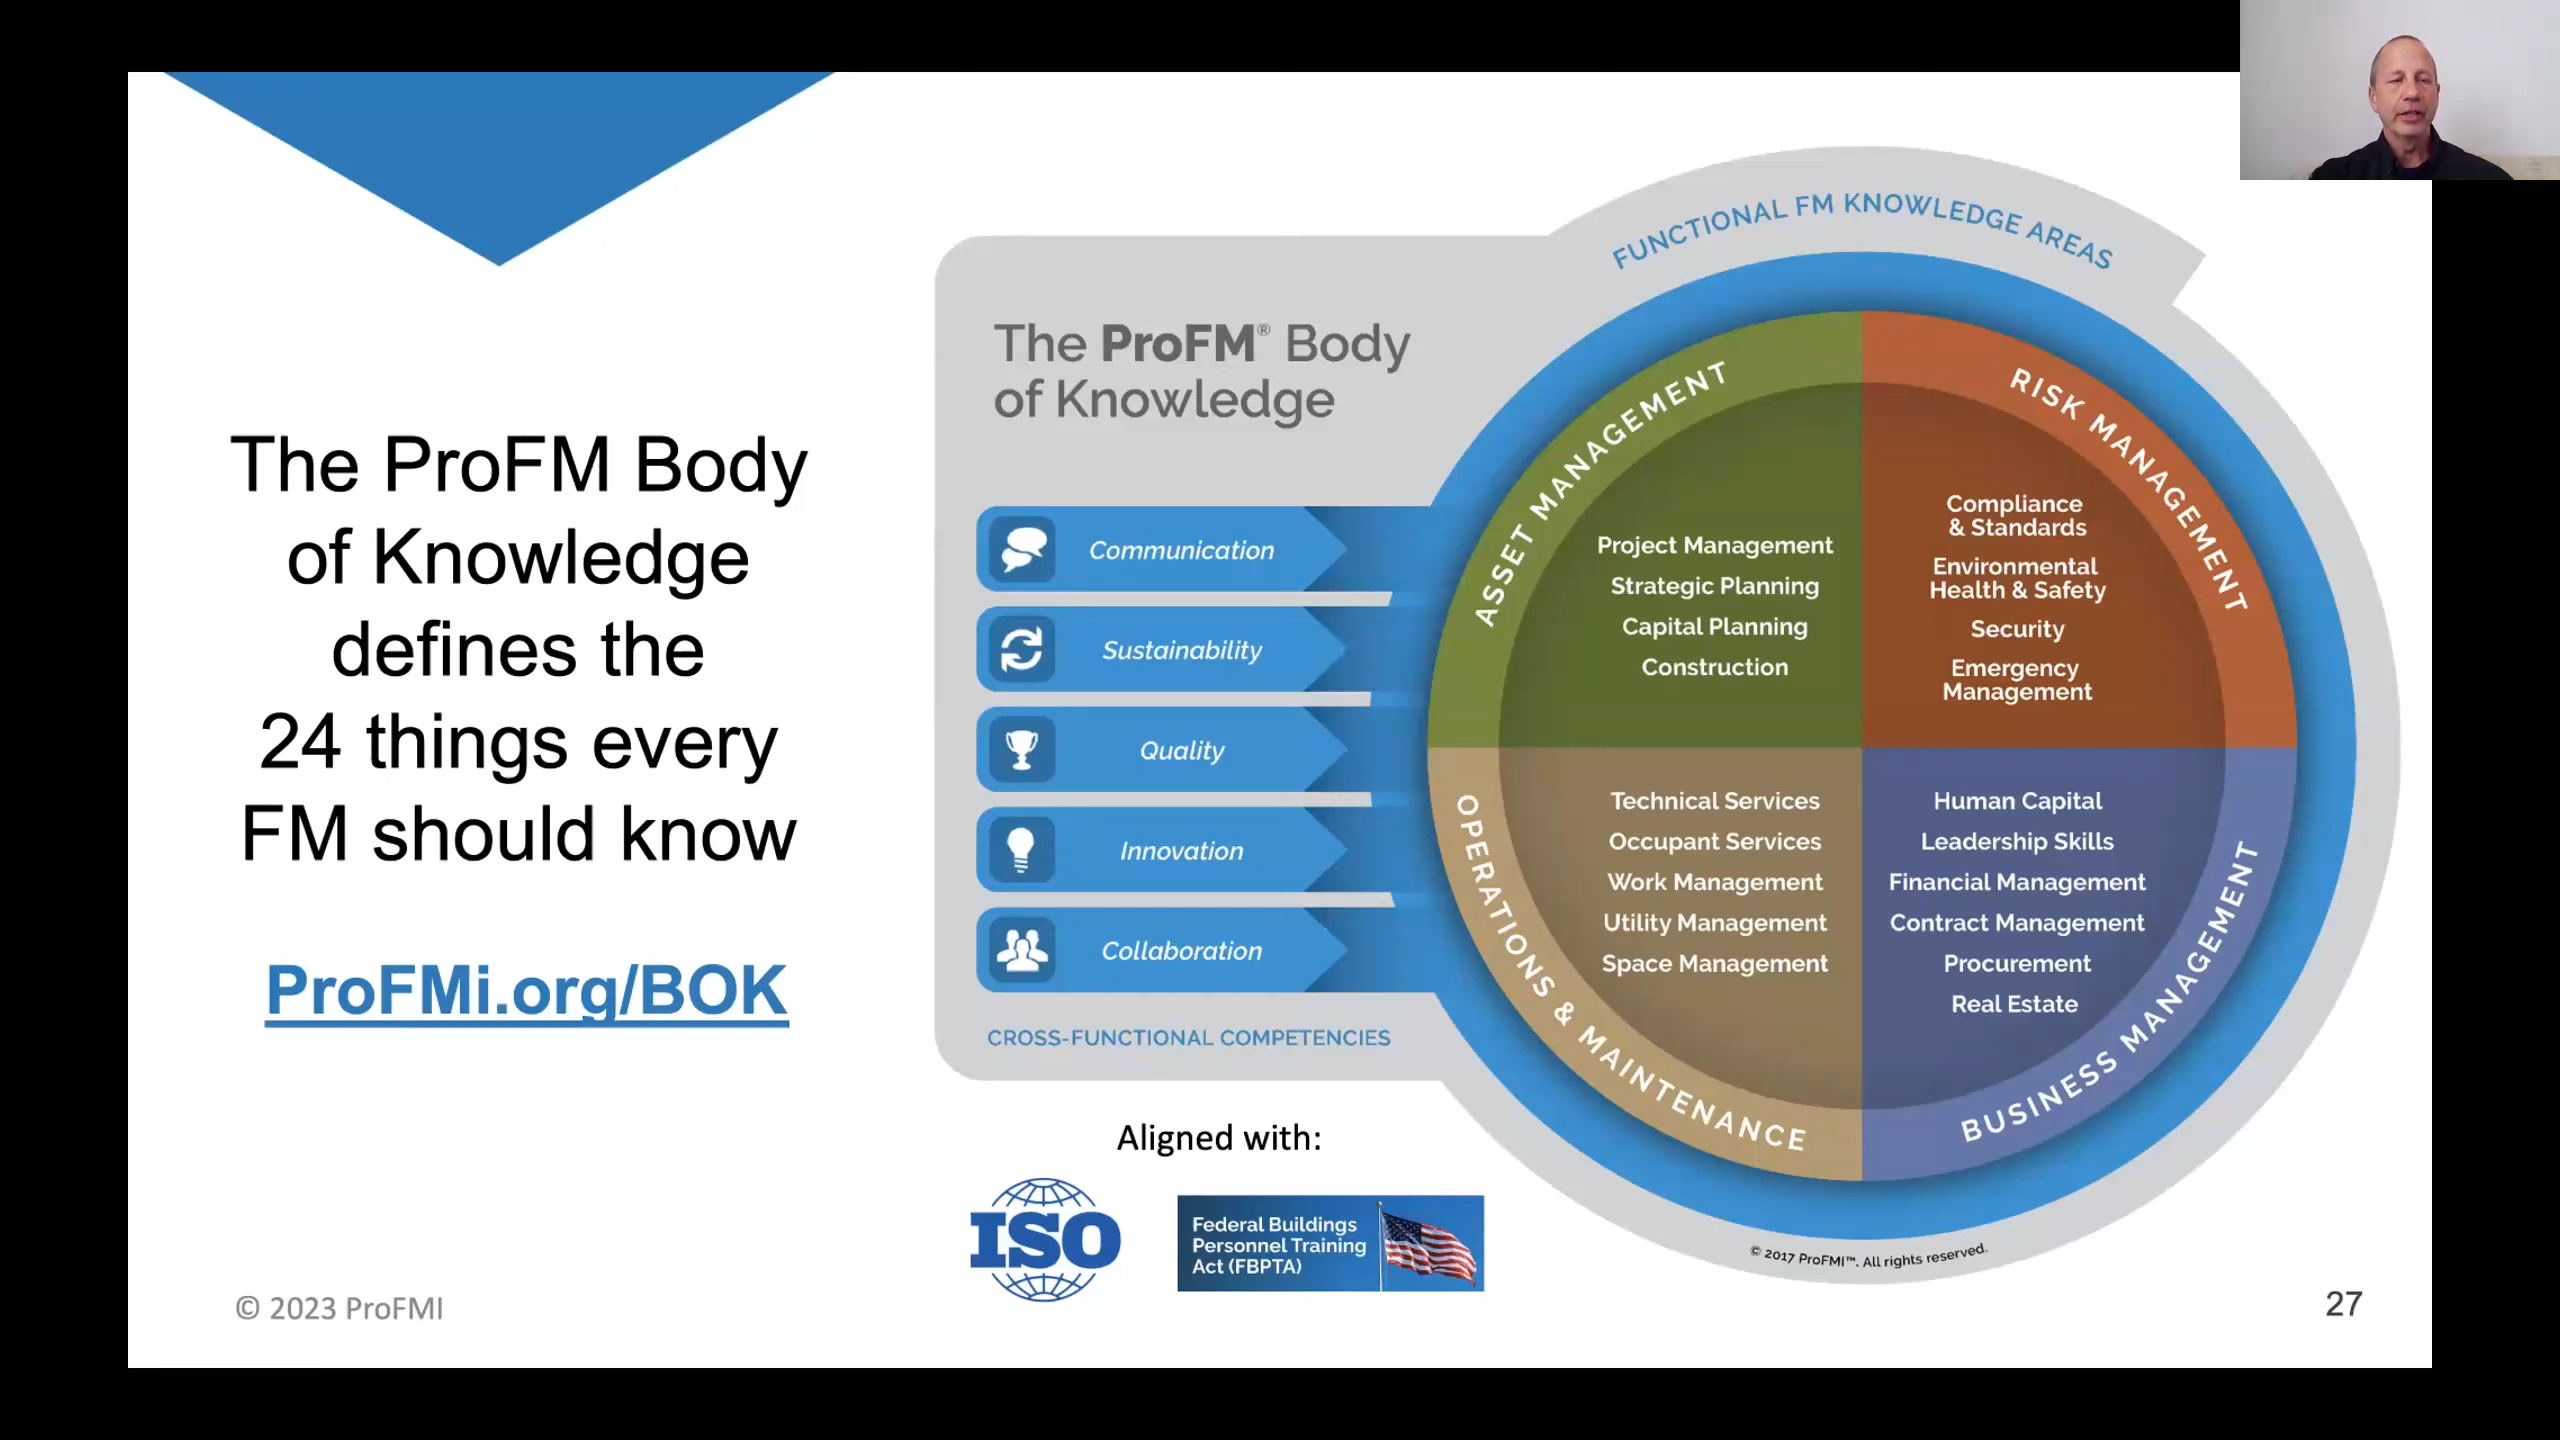 The ProFM Body
of Knowledge
defines the
24 things every
FM should know
ProFMi.org/BOK
© 2023 ProFMI
The ProFM® Body
of Knowledge
Communication
Sustainability
Quality
Innovation
Collaboration
CROSS-FUNCTIONAL COMPETENCIES
FUNCTIONAL FM KNOWLEDGE AREAS
ASSET MANAGEMENT
Project Management
Strategic Planning
Capital Planning
Construction
RISK MANAGEMENT
Compliance
& Standards
Environmental
Health & Safety
Security
Emergency
Management
OPERATIONS & MAINTENANCE
Technical Services
Occupant Services
Work Management
Utility Management
Space Management
BUSINESS MANAGEMENT
Human Capital
Leadership Skills
Financial Management
Contract Management
Procurement
Real Estate
© 2017 ProFMI™. All rights reserved.
Aligned with:
ISO
Federal Buildings
Personnel Training
Act (FBPTA)
27